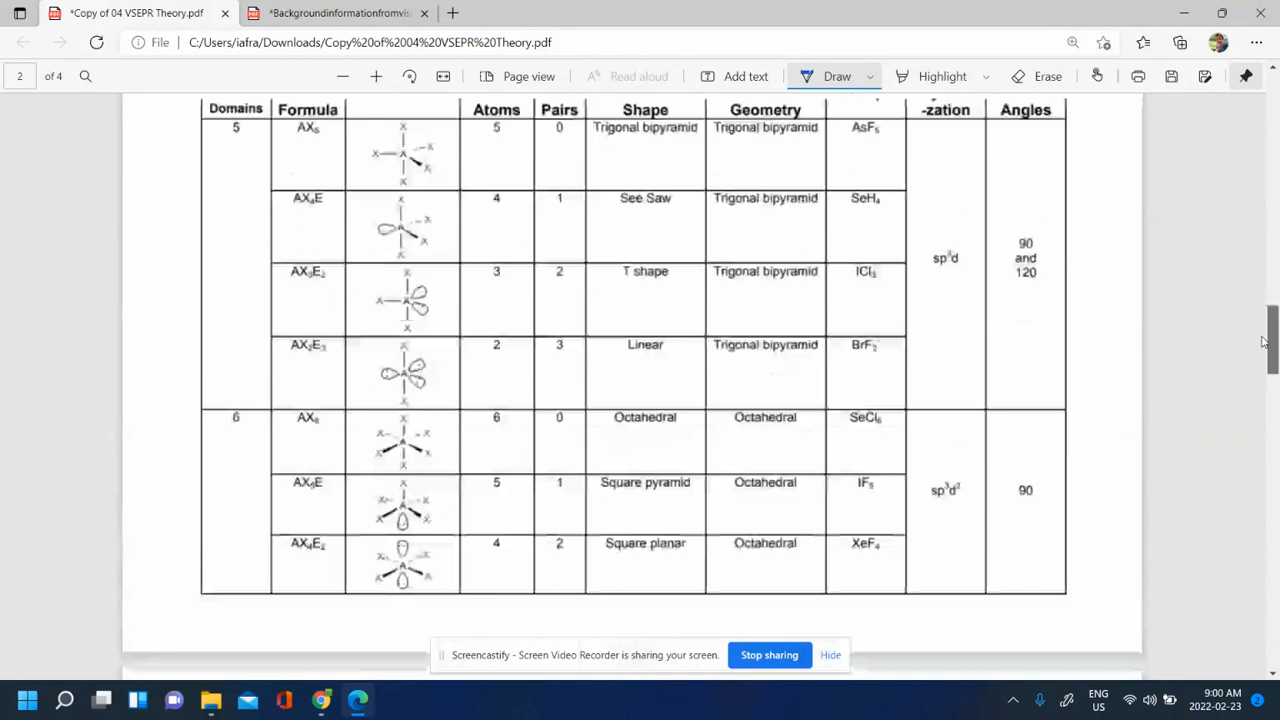 *Copy of 04 VSEPR Theory.pdf
*Backgroundinformationfromvis
File C:/Users/iafra/Downloads/Copy%20of%2004%20VSEPR%20Theory.pdf
2 of 4 Page view Read aloud Add text Draw Highlight Erase
Domains Formula Atoms Pairs Shape Geometry -zation Angles
5 AX₅ 5 0 Trigonal bipyramid Trigonal bipyramid AsF₅
AX₄E 4 1 See Saw Trigonal bipyramid SeH₄
sp³d 90 and 120
AX₃E₂ 3 2 T shape Trigonal bipyramid ICl₃
AX₂E₃ 2 3 Linear Trigonal bipyramid BrF₂
6 AX₆ 6 0 Octahedral Octahedral SeCl₆
AX₅E 5 1 Square pyramid Octahedral IF₅ sp³d² 90
AX₄E₂ 4 2 Square planar Octahedral XeF₄
Screencastify - Screen Video Recorder is sharing your screen. Stop sharing Hide
ENG US
9:00 AM
2022-02-23